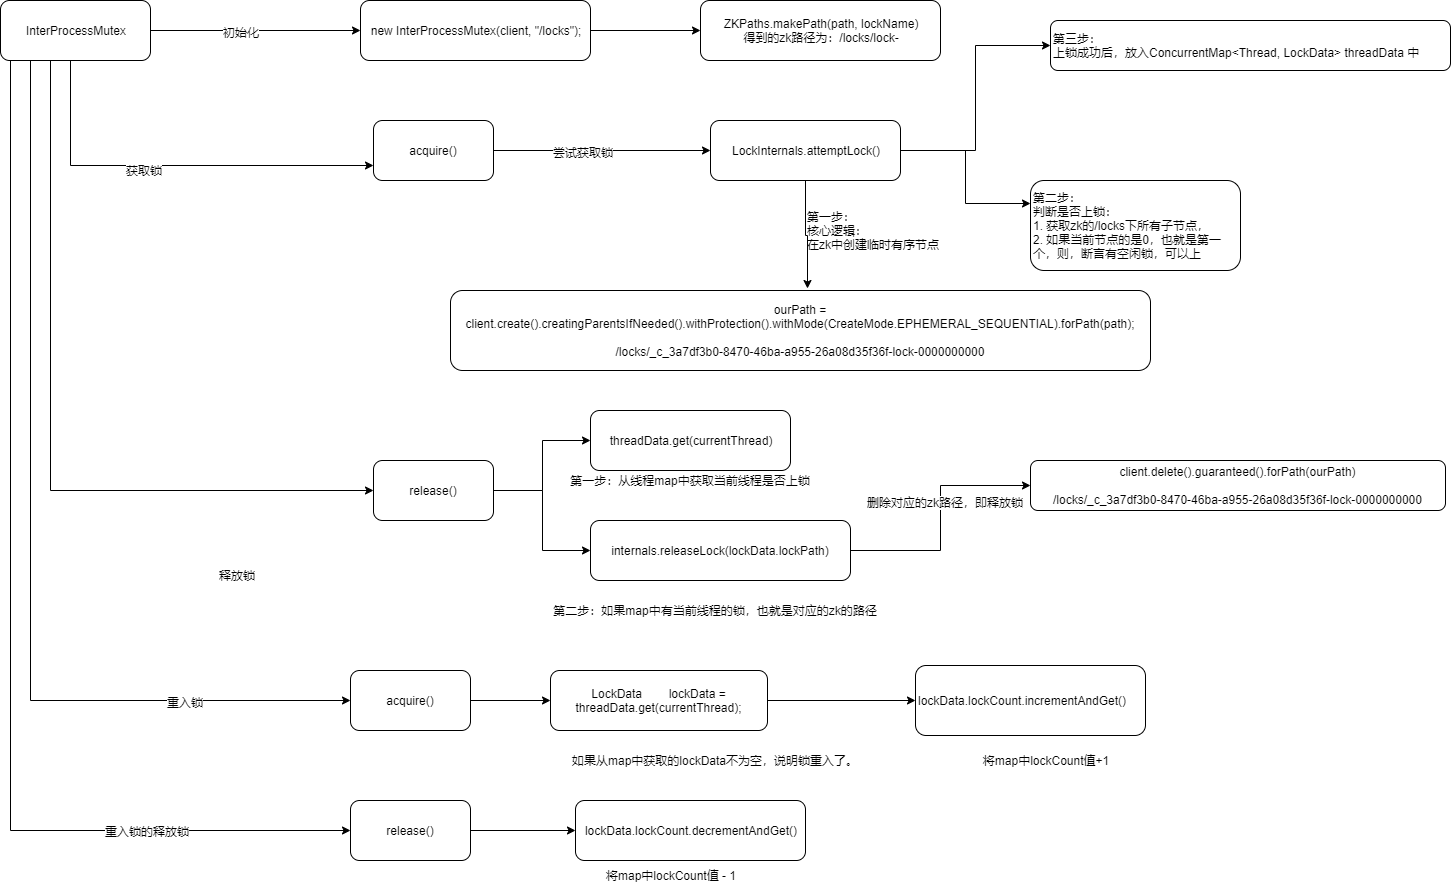 InterProcessMutex
初始化
new InterProcessMutex(client, "/locks");
ZKPaths.makePath(path, lockName)
得到的zk路径为：/locks/lock-
第三步：
上锁成功后，放入ConcurrentMap<Thread, LockData> threadData 中
获取锁
acquire()
尝试获取锁
LockInternals.attemptLock()
第二步：
判断是否上锁：
1. 获取zk的/locks下所有子节点，
2. 如果当前节点的是0，也就是第一
个，则，断言有空闲锁，可以上
第一步：
核心逻辑：
在zk中创建临时有序节点
ourPath =
client.create().creatingParentsIfNeeded().withProtection().withMode(CreateMode.EPHEMERAL_SEQUENTIAL).forPath(path);
/locks/_c_3a7df3b0-8470-46ba-a955-26a08d35f36f-lock-0000000000
threadData.get(currentThread)
第一步：从线程map中获取当前线程是否上锁
release()
internals.releaseLock(lockData.lockPath)
删除对应的zk路径，即释放锁
client.delete().guaranteed().forPath(ourPath)
/locks/_c_3a7df3b0-8470-46ba-a955-26a08d35f36f-lock-0000000000
释放锁
第二步：如果map中有当前线程的锁，也就是对应的zk的路径
重入锁
acquire()
LockData lockData =
threadData.get(currentThread);
lockData.lockCount.incrementAndGet()
如果从map中获取的lockData不为空，说明锁重入了。
将map中lockCount值+1
重入锁的释放锁
release()
lockData.lockCount.decrementAndGet()
将map中lockCount值 - 1